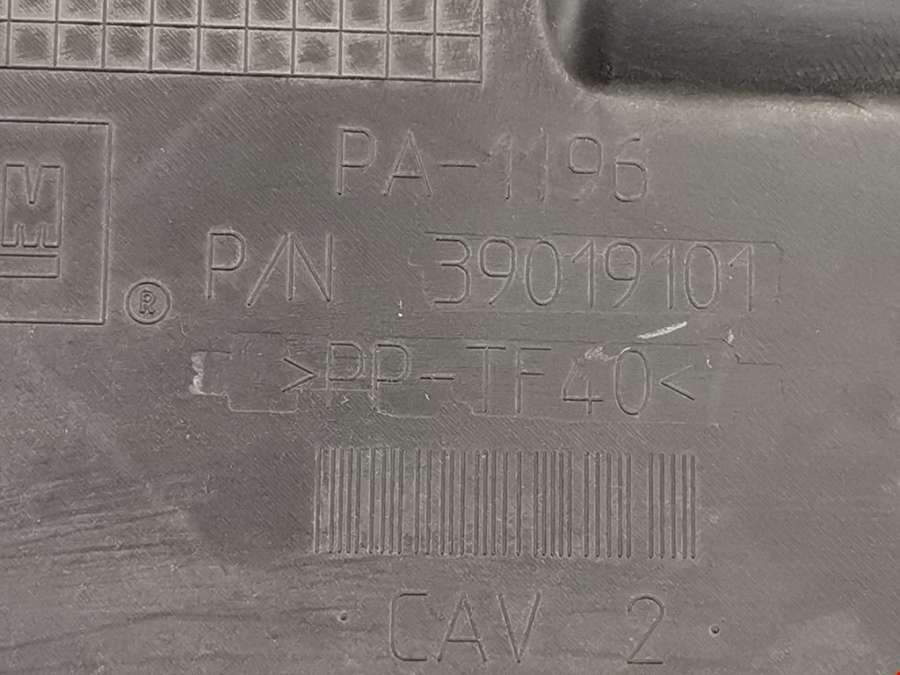 PA-1196
M ®
P/N 39019101
>PP-TF40<
CAV 2